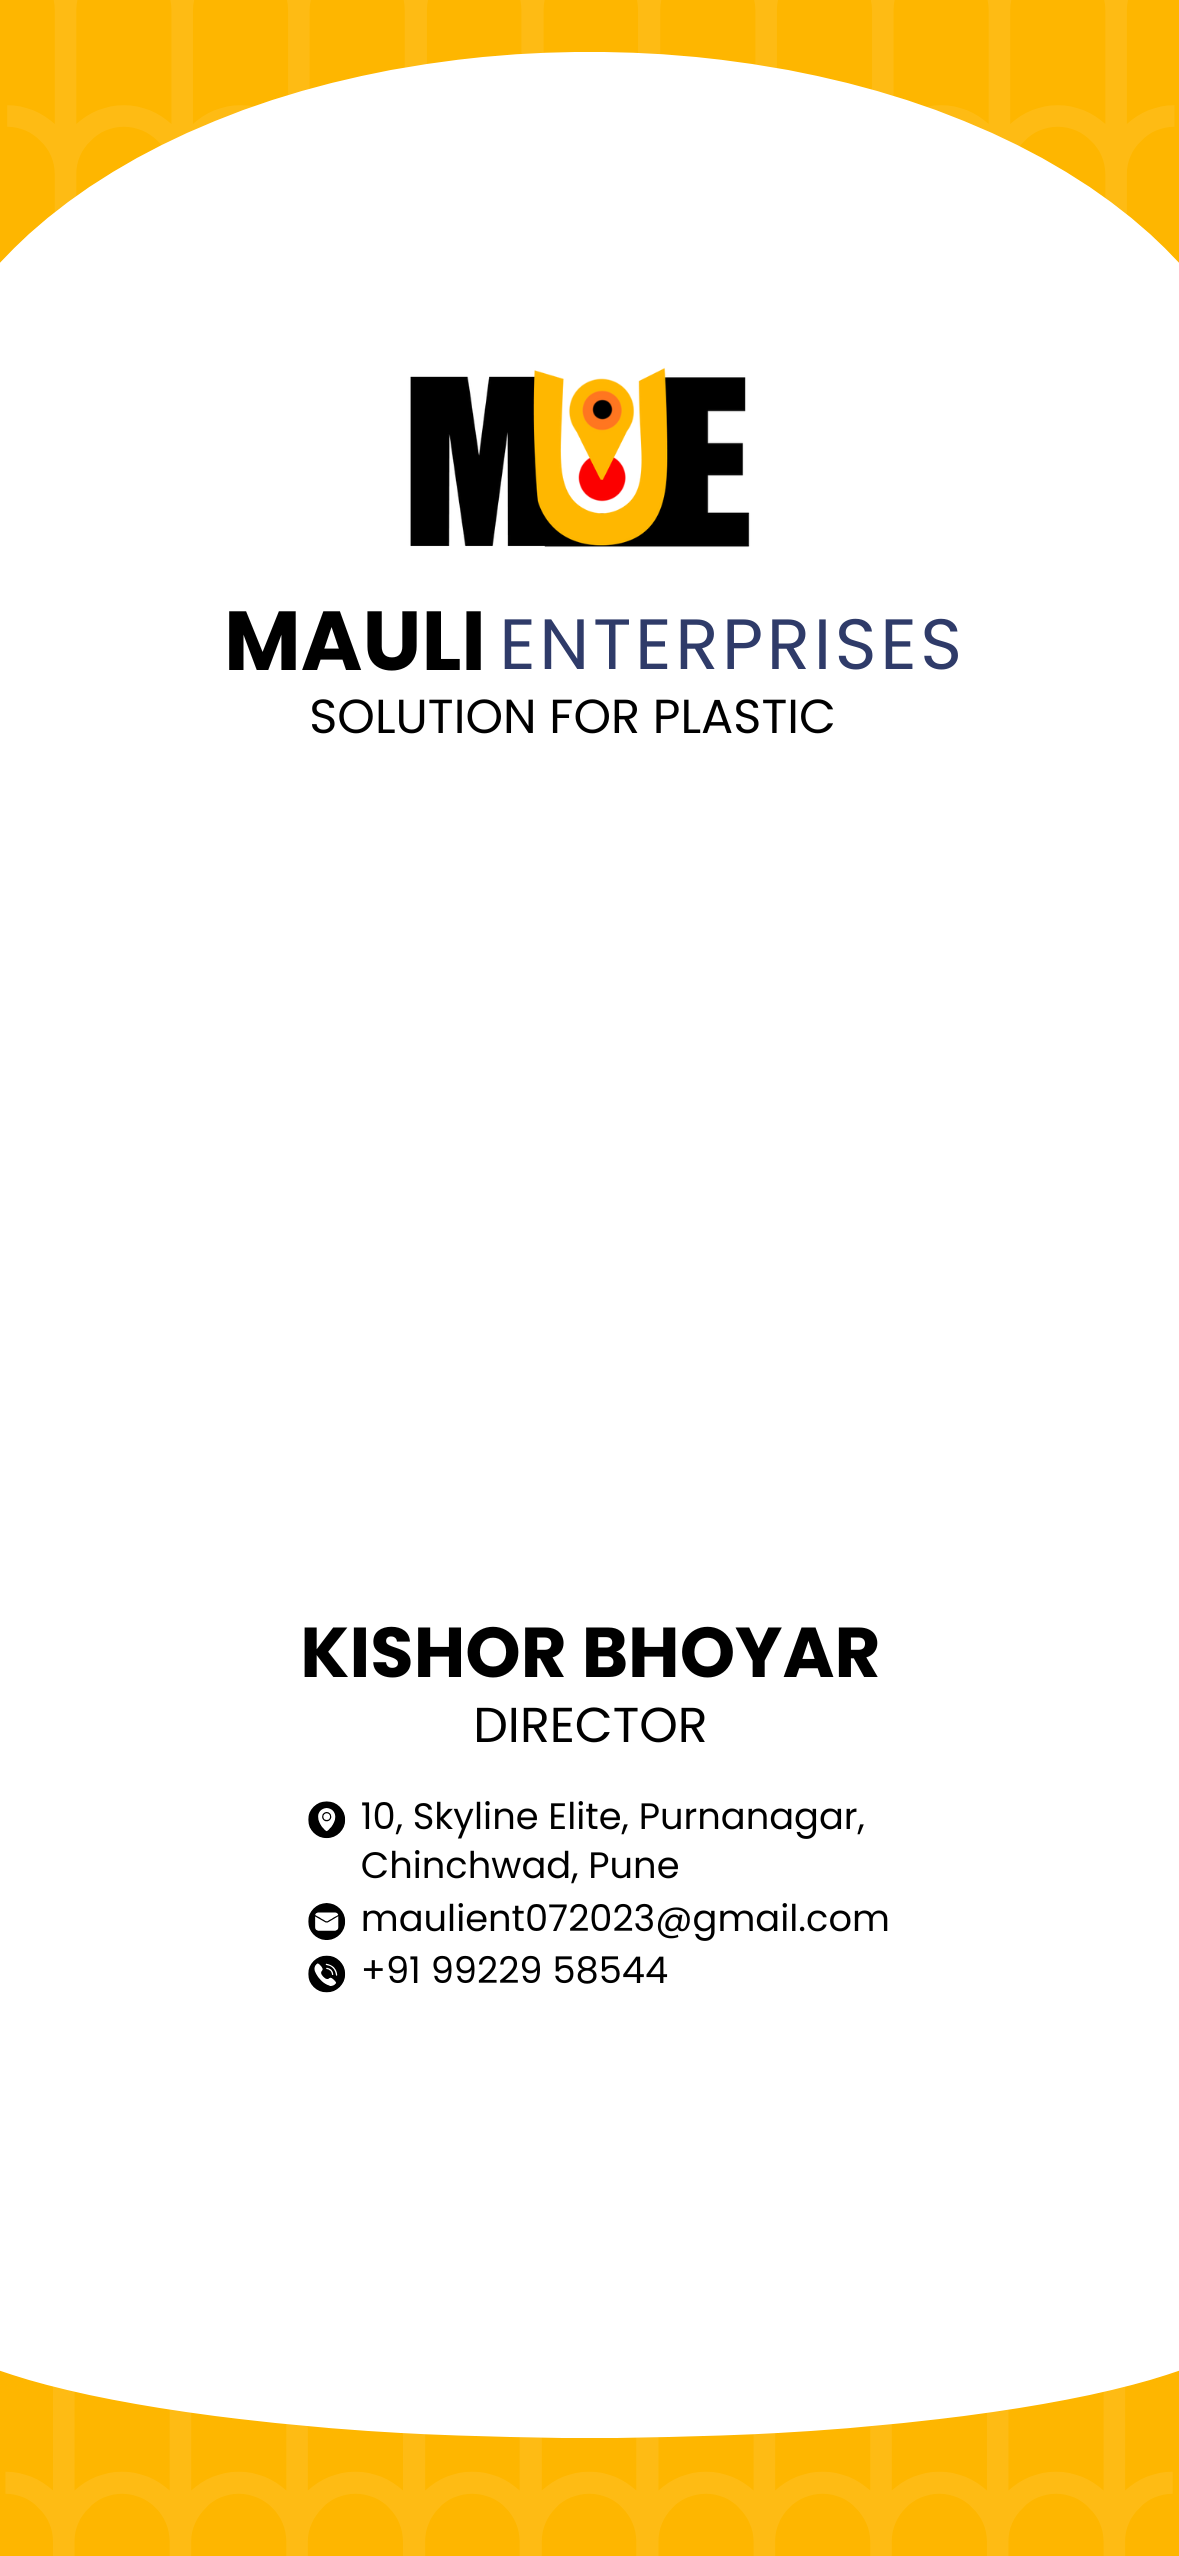 MUE
MAULI ENTERPRISES
SOLUTION FOR PLASTIC
KISHOR BHOYAR
DIRECTOR
10, Skyline Elite, Purnanagar,
Chinchwad, Pune
maulient072023@gmail.com
+91 99229 58544